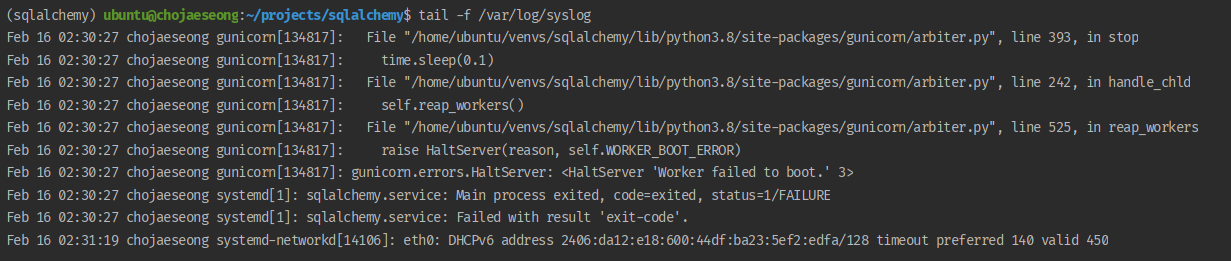 (sqlalchemy) ubuntu@chojaeseong:~/projects/sqlalchemy$ tail -f /var/log/syslog
Feb 16 02:30:27 chojaeseong gunicorn[134817]:   File "/home/ubuntu/venvs/sqlalchemy/lib/python3.8/site-packages/gunicorn/arbiter.py", line 393, in stop
Feb 16 02:30:27 chojaeseong gunicorn[134817]:     time.sleep(0.1)
Feb 16 02:30:27 chojaeseong gunicorn[134817]:   File "/home/ubuntu/venvs/sqlalchemy/lib/python3.8/site-packages/gunicorn/arbiter.py", line 242, in handle_chld
Feb 16 02:30:27 chojaeseong gunicorn[134817]:     self.reap_workers()
Feb 16 02:30:27 chojaeseong gunicorn[134817]:   File "/home/ubuntu/venvs/sqlalchemy/lib/python3.8/site-packages/gunicorn/arbiter.py", line 525, in reap_workers
Feb 16 02:30:27 chojaeseong gunicorn[134817]:     raise HaltServer(reason, self.WORKER_BOOT_ERROR)
Feb 16 02:30:27 chojaeseong gunicorn[134817]: gunicorn.errors.HaltServer: <HaltServer 'Worker failed to boot.' 3>
Feb 16 02:30:27 chojaeseong systemd[1]: sqlalchemy.service: Main process exited, code=exited, status=1/FAILURE
Feb 16 02:30:27 chojaeseong systemd[1]: sqlalchemy.service: Failed with result 'exit-code'.
Feb 16 02:31:19 chojaeseong systemd-networkd[14106]: eth0: DHCPv6 address 2406:da12:e18:600:44df:ba23:5ef2:edfa/128 timeout preferred 140 valid 450